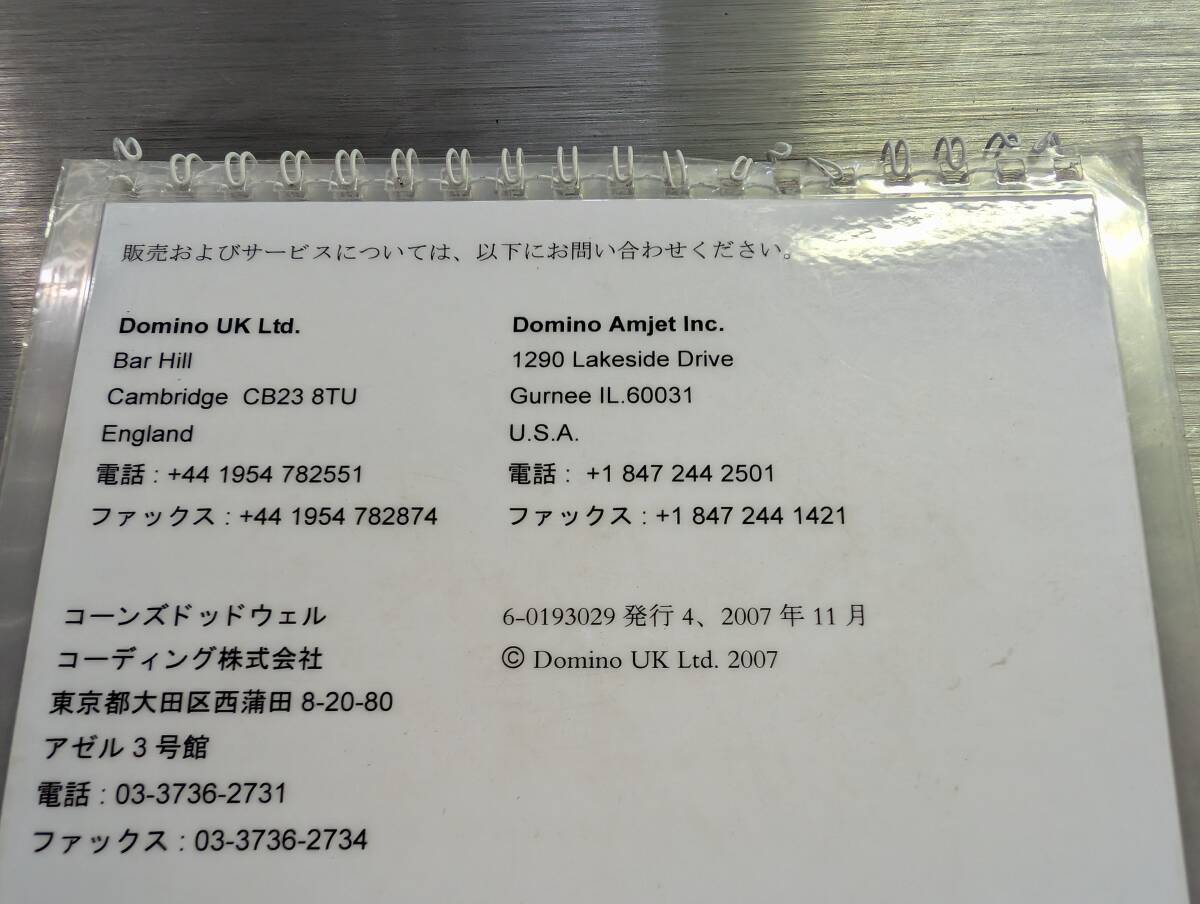 販売およびサービスについては、以下にお問い合わせください。
Domino UK Ltd.
Bar Hill
Cambridge CB23 8TU
England
電話 : +44 1954 782551
ファックス : +44 1954 782874
Domino Amjet Inc.
1290 Lakeside Drive
Gurnee IL.60031
U.S.A.
電話 : +1 847 244 2501
ファックス : +1 847 244 1421
コーンズドッドウェル
コーディング株式会社
東京都大田区西蒲田 8-20-80
アゼル 3 号館
電話 : 03-3736-2731
ファックス : 03-3736-2734
6-0193029 発行 4、2007 年 11 月
© Domino UK Ltd. 2007